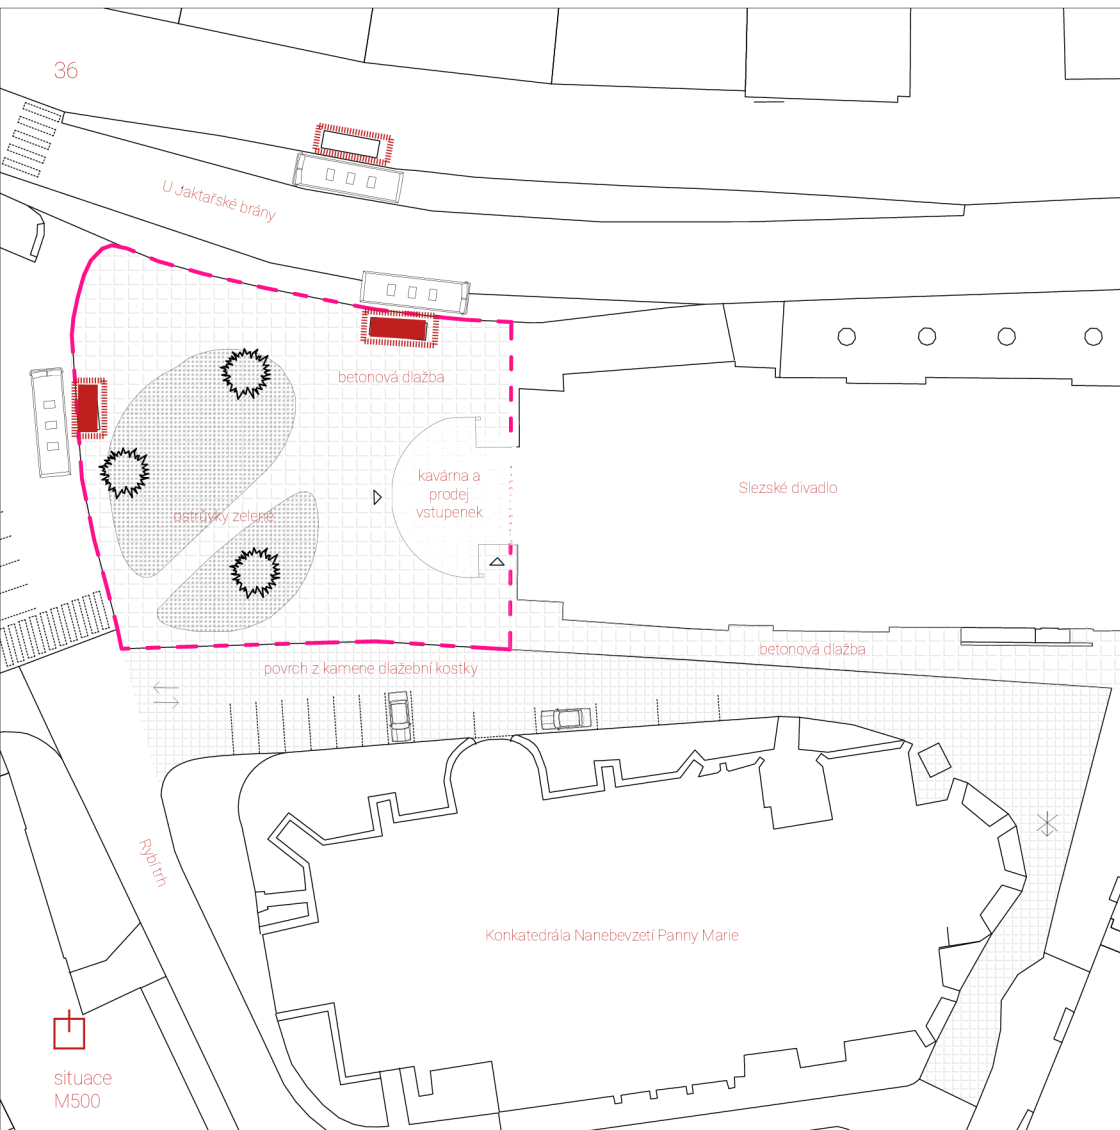 36
U Jaktařské brány
betonová dlažba
kavárna a
prodej
vstupenek
Slezské divadlo
ostrůvky zeleně
betonová dlažba
povrch z kamene dlažební kostky
Rybí trh
Konkatedrála Nanebevzetí Panny Marie
situace
M500